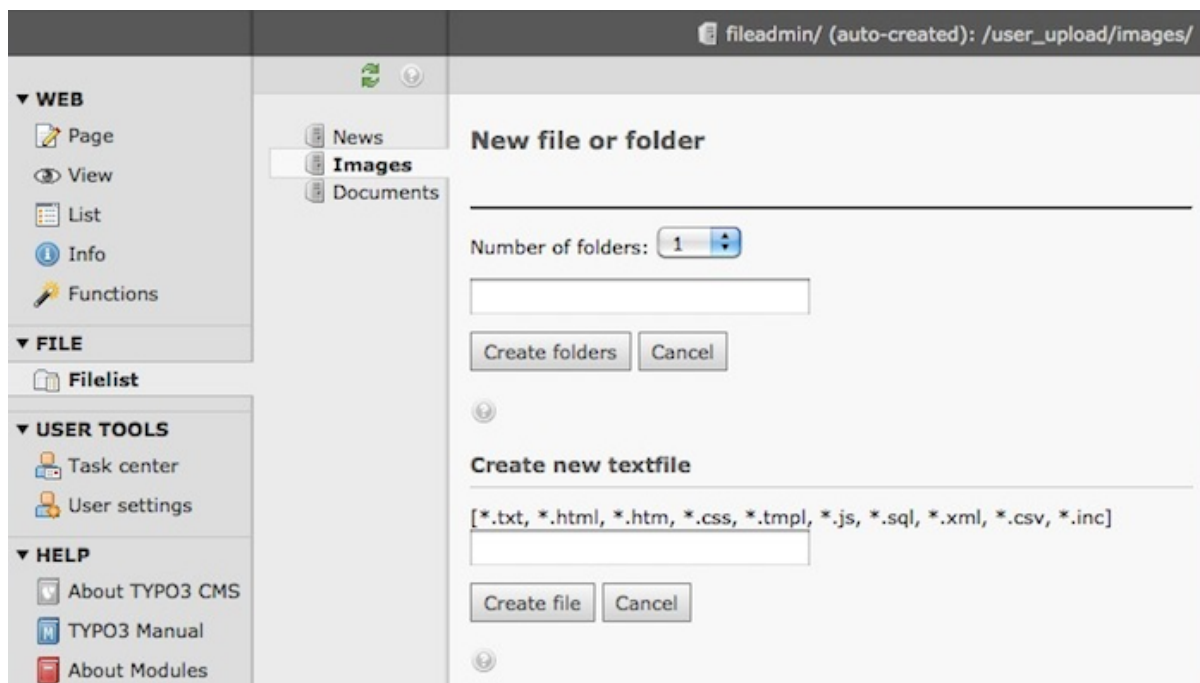 fileadmin/ (auto-created): /user_upload/images/
WEB
Page
View
List
Info
Functions
FILE
Filelist
USER TOOLS
Task center
User settings
HELP
About TYPO3 CMS
TYPO3 Manual
About Modules
News
Images
Documents
New file or folder
Number of folders: 1
Create folders Cancel
Create new textfile
[*.txt, *.html, *.htm, *.css, *.tmpl, *.js, *.sql, *.xml, *.csv, *.inc]
Create file Cancel